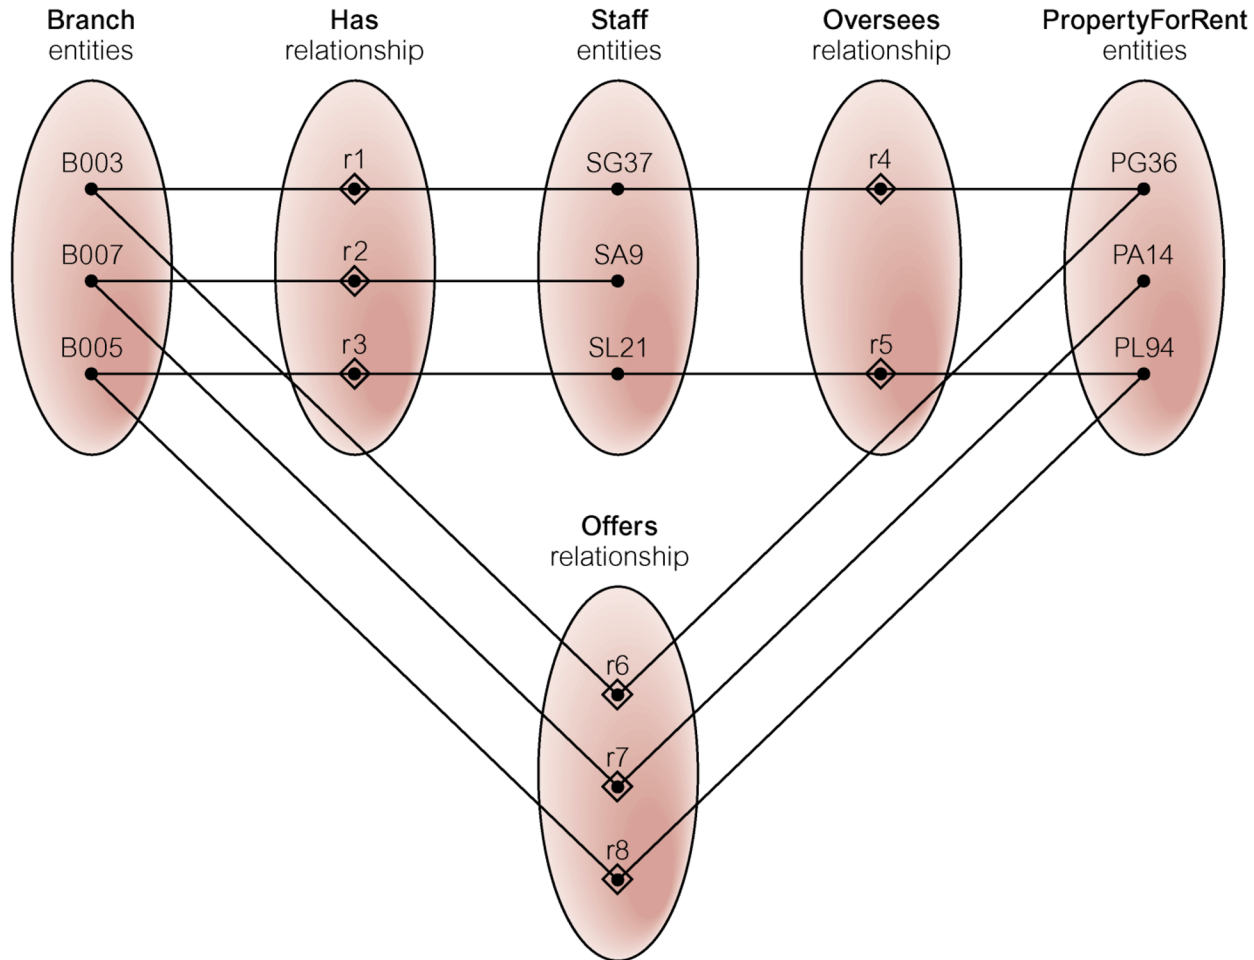 Branch
entities
Has
relationship
Staff
entities
Oversees
relationship
PropertyForRent
entities
B003
r1
SG37
r4
PG36
B007
r2
SA9
PA14
B005
r3
SL21
r5
PL94
Offers
relationship
r6
r7
r8